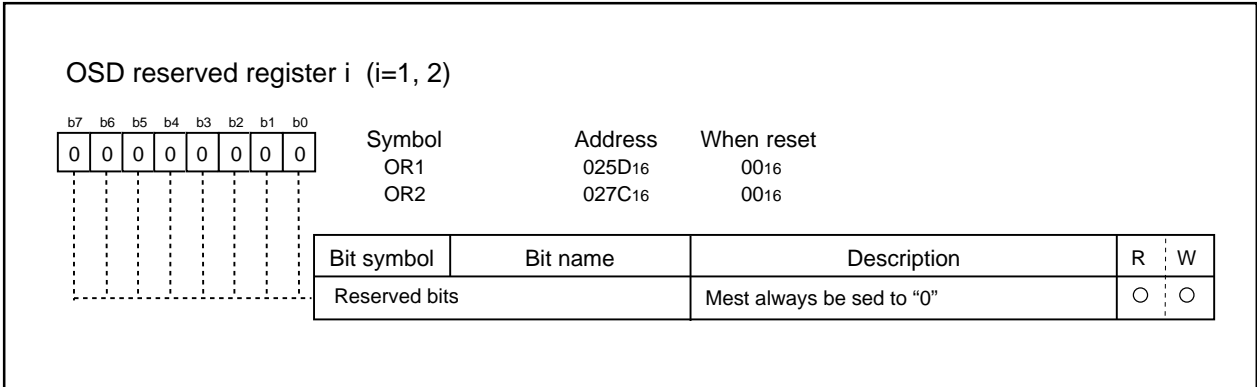 OSD reserved register i (i=1, 2)
b7 b6 b5 b4 b3 b2 b1 b0
0 0 0 0 0 0 0 0
Symbol Address When reset
OR1 025D16 0016
OR2 027C16 0016
Bit symbol Bit name Description R W
Reserved bits Mest always be sed to “0” ○ ○